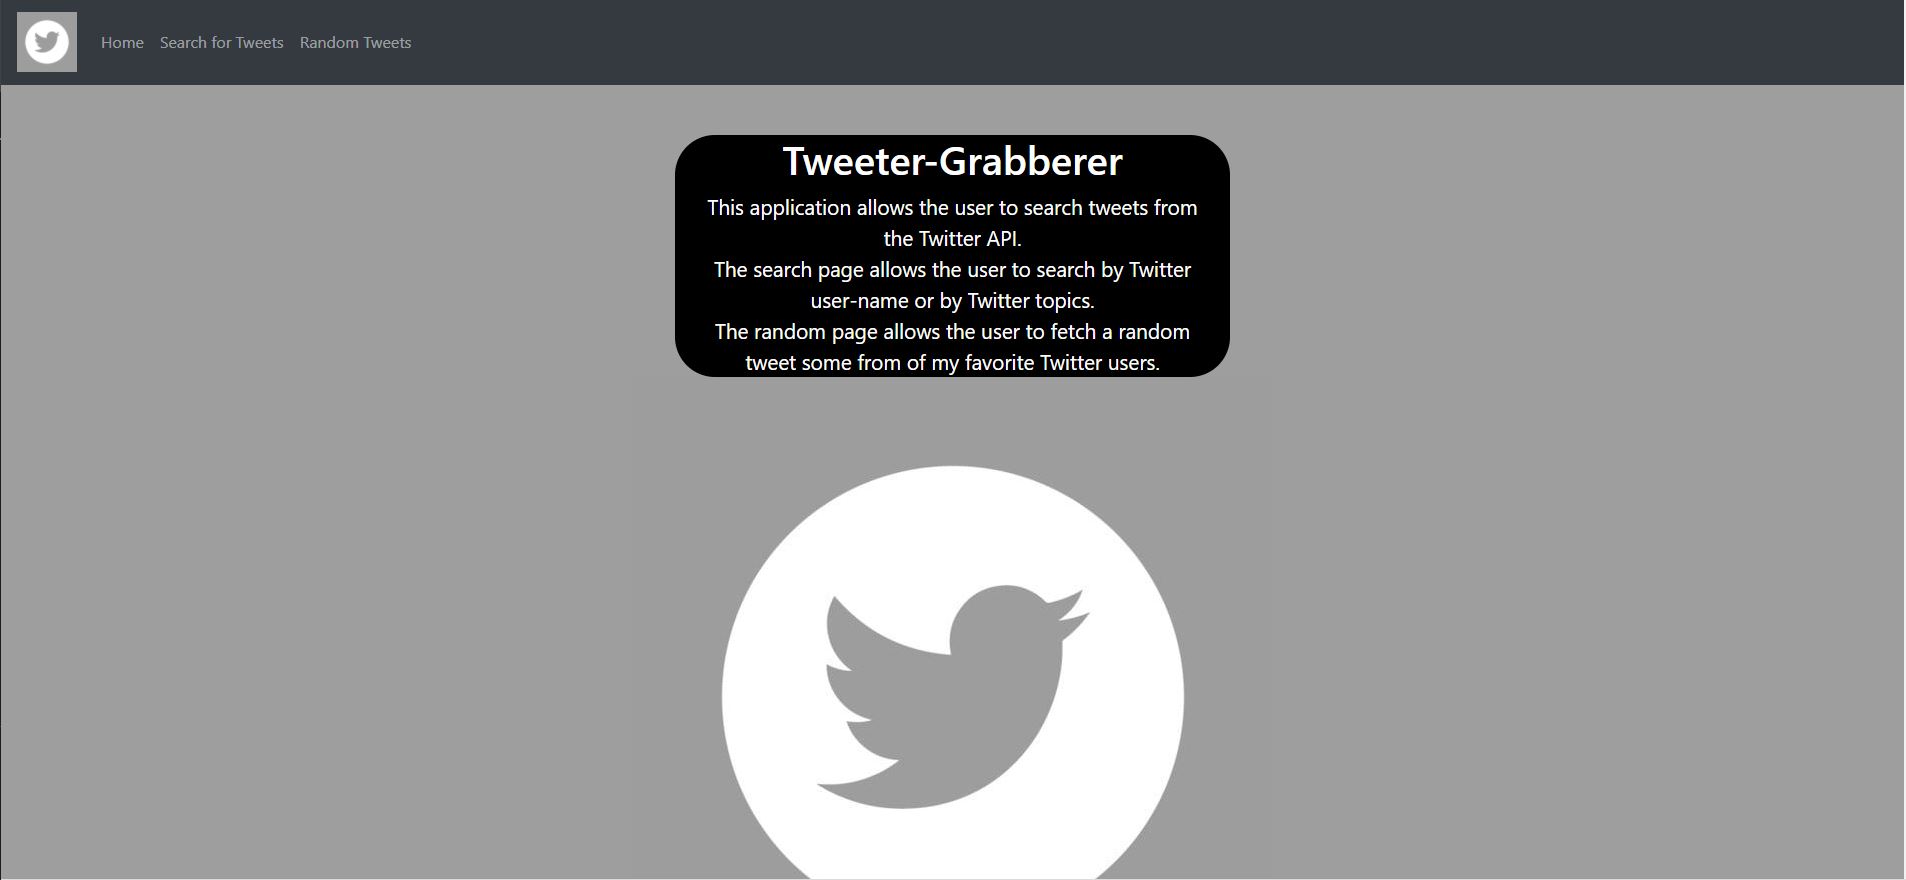 Home Search for Tweets Random Tweets
Tweeter-Grabberer
This application allows the user to search tweets from
the Twitter API.
The search page allows the user to search by Twitter
user-name or by Twitter topics.
The random page allows the user to fetch a random
tweet some from of my favorite Twitter users.